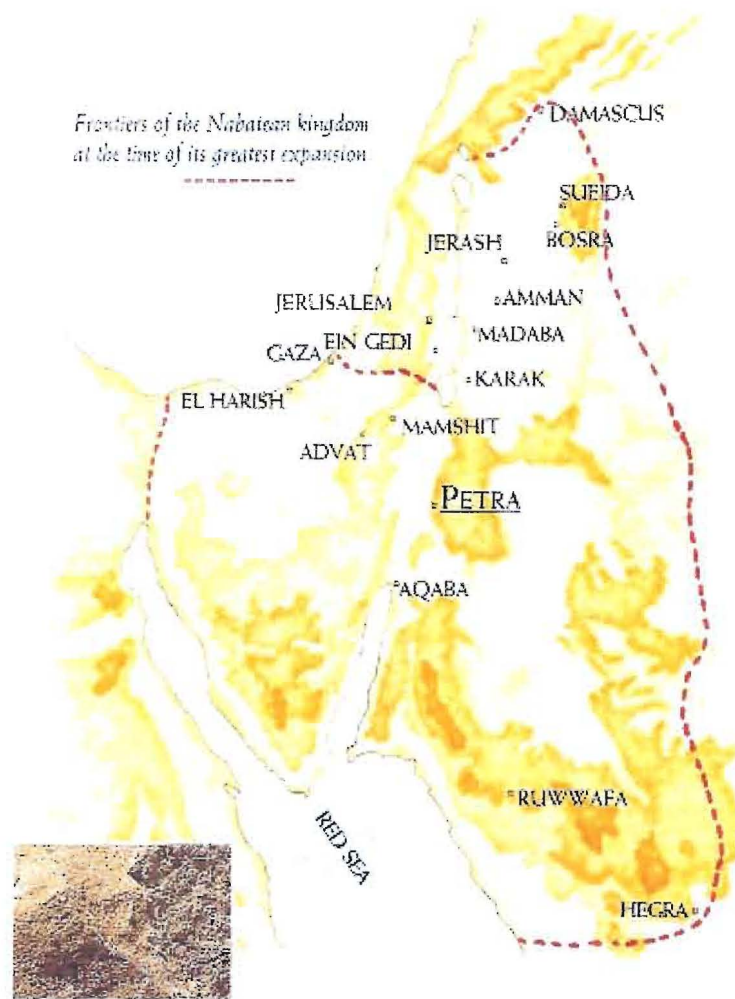 Frontiers of the Nabatean kingdom
at the time of its greatest expansion
DAMASCUS
SUEIDA
BOSRA
JERASH
AMMAN
JERUSALEM
MADABA
EIN GEDI
GAZA
KARAK
EL HARISH
MAMSHIT
ADVAT
PETRA
AQABA
RUWWAFA
RED SEA
HEGRA